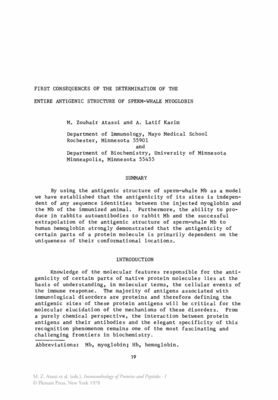 FIRST CONSEQUENCES OF THE DETERMINATION OF THE
ENTIRE ANTIGENIC STRUCTURE OF SPERM-WHALE MYOGLOBIN
M. Zouhair Atassi and A. Latif Kazim
Department of Immunology, Mayo Medical School
Rochester, Minnesota 55901
and
Department of Biochemistry, University of Minnesota
Minneapolis, Minnesota 55455
SUMMARY
By using the antigenic structure of sperm-whale Mb as a model
we have established that the antigenicity of its sites is indepen-
dent of any sequence identities between the injected myoglobin and
the Mb of the immunized animal. Furthermore, the ability to pro-
duce in rabbits autoantibodies to rabbit Mb and the successful
extrapolation of the antigenic structure of sperm-whale Mb to
human hemoglobin strongly demonstrated that the antigenicity of
certain parts of a protein molecule is primarily dependent on the
uniqueness of their conformational locations.
INTRODUCTION
Knowledge of the molecular features responsible for the anti-
genicity of certain parts of native protein molecules lies at the
basis of understanding, in molecular terms, the cellular events of
the immune response. The majority of antigens associated with
immunological disorders are proteins and therefore defining the
antigenic sites of these protein antigens will be critical for the
molecular elucidation of the mechanisms of these disorders. From
a purely chemical perspective, the interaction between protein
antigens and their antibodies and the elegant specificity of this
recognition phenomenon remains one of the most fascinating and
challenging frontiers in biochemistry.
Abbreviations: Mb, myoglobin; Hb, hemoglobin.
19
M. Z. Atassi et al. (eds.), Immunobiology of Proteins and Peptides · I
© Plenum Press, New York 1978